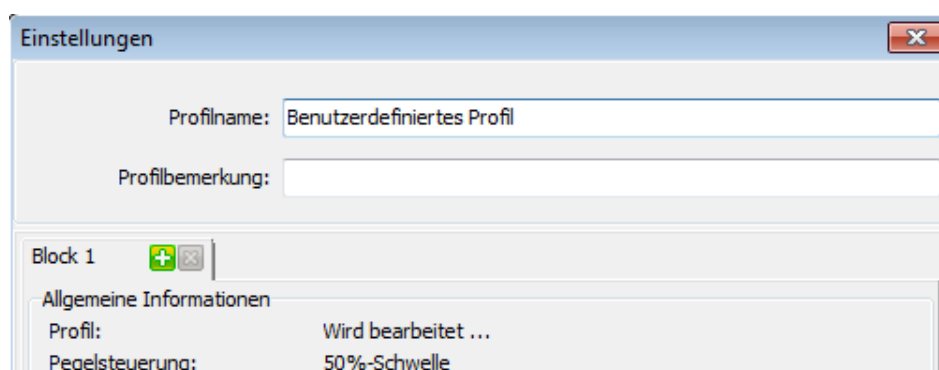 Einstellungen
Profilname: Benutzerdefiniertes Profil
Profilbemerkung:
Block 1
Allgemeine Informationen
Profil: Wird bearbeitet ...
Pegelsteuerung: 50%-Schwelle